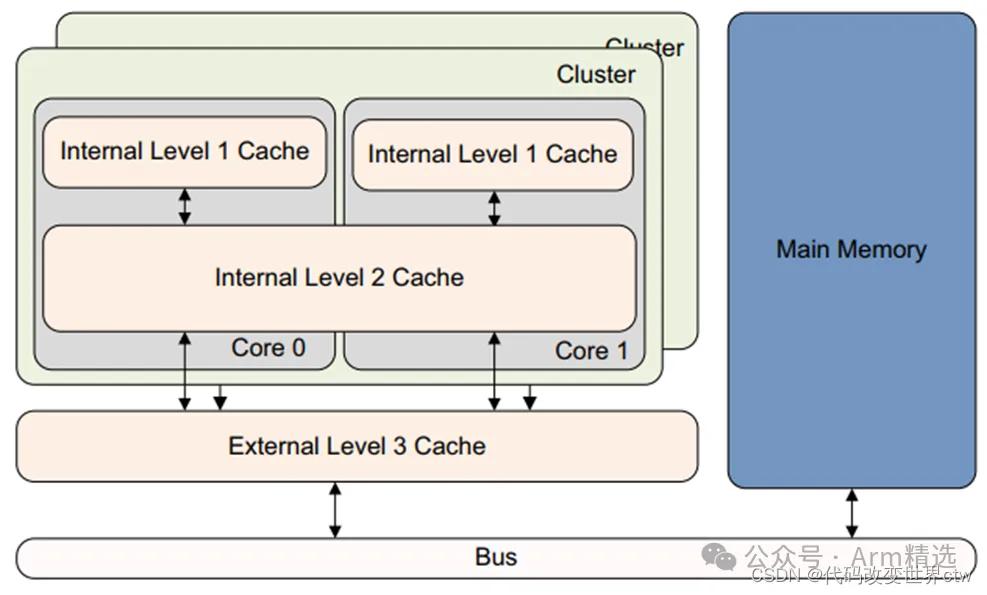 Cluster
Cluster
Internal Level 1 Cache
Internal Level 1 Cache
Main Memory
Internal Level 2 Cache
Core 0
Core 1
External Level 3 Cache
Bus
公众号 · Arm精选
CSDN @代码改变世界ctw